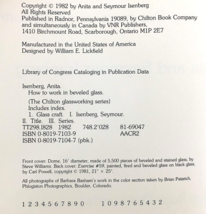 Copyright © 1982 by Anita and Seymour Isenberg
All Rights Reserved
Published in Radnor, Pennsylvania 19089, by Chilton Book Company
and simultaneously in Canada by VNR Publishers,
1410 Birchmount Road, Scarborough, Ontario M1P 2E7
Manufactured in the United States of America
Designed by William E. Lickfield
Library of Congress Cataloging in Publication Data
Isenberg, Anita.
How to work in beveled glass.
(The Chilton glassworking series)
Includes index.
1. Glass craft. I. Isenberg, Seymour.
II. Title. III. Series.
TT298.I828 1982 748.2'028 81-69047
ISBN 0-8019-7103-9 AACR2
ISBN 0-8019-7104-7 (pbk.)
Front cover: Dome, 16' diameter, made of 5,500 pieces of beveled and stained glass, by
Steve Williams. Back cover: Exercise #39, painted, fired and beveled glass on black glass by
Carl Powell, copyright © 1981, 21" x 25".
All photographs of Barbara Basham's work in the color section taken by Brian Petetich,
Photographers, Boulder, Colorado.
1 2 3 4 5 6 7 8 9 0 1 0 9 8 7 6 5 4 3 2